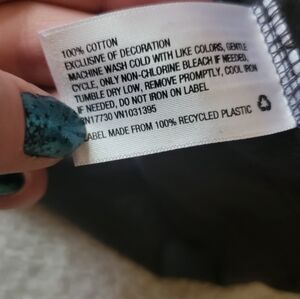 100% COTTON
EXCLUSIVE OF DECORATION
MACHINE WASH COLD WITH LIKE COLORS, GENTLE
CYCLE, ONLY NON-CHLORINE BLEACH IF NEEDED,
TUMBLE DRY LOW, REMOVE PROMPTLY, COOL IRON
IF NEEDED, DO NOT IRON ON LABEL
RN17730 VN1031395
LABEL MADE FROM 100% RECYCLED PLASTIC